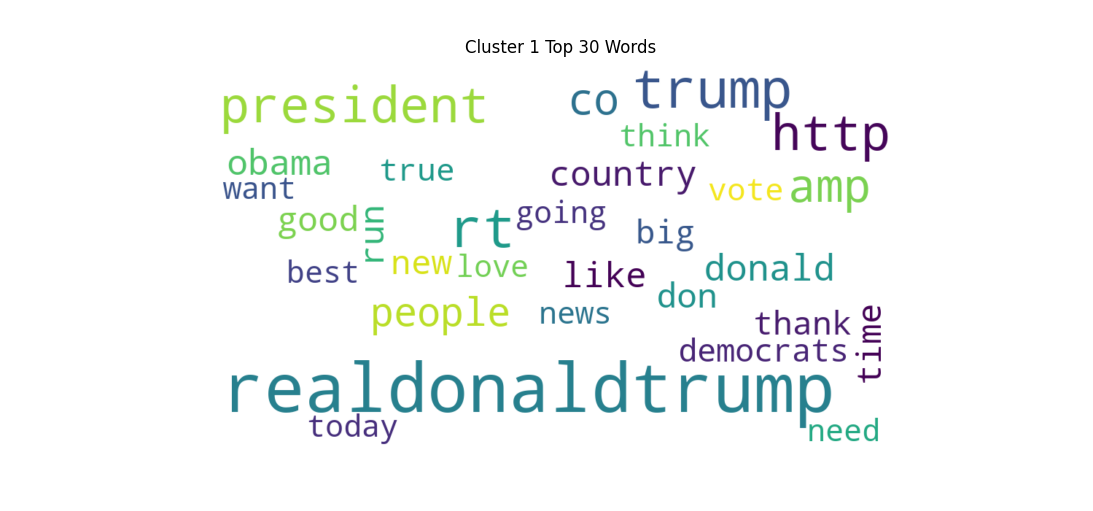 Cluster 1 Top 30 Words
president
co
trump
http
think
obama
true
country
want
vote
amp
good
run
rt
going
big
best
new
love
like
donald
don
people
news
thank
time
democrats
realdonaldtrump
today
need